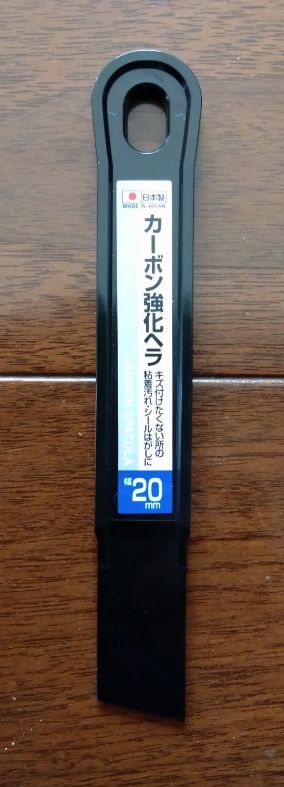 日本製
MADE IN JAPAN
カーボン強化ヘラ
キズ付けたくない所の
粘着汚れ・シールはがしに
CARBON SPATULA
幅20mm